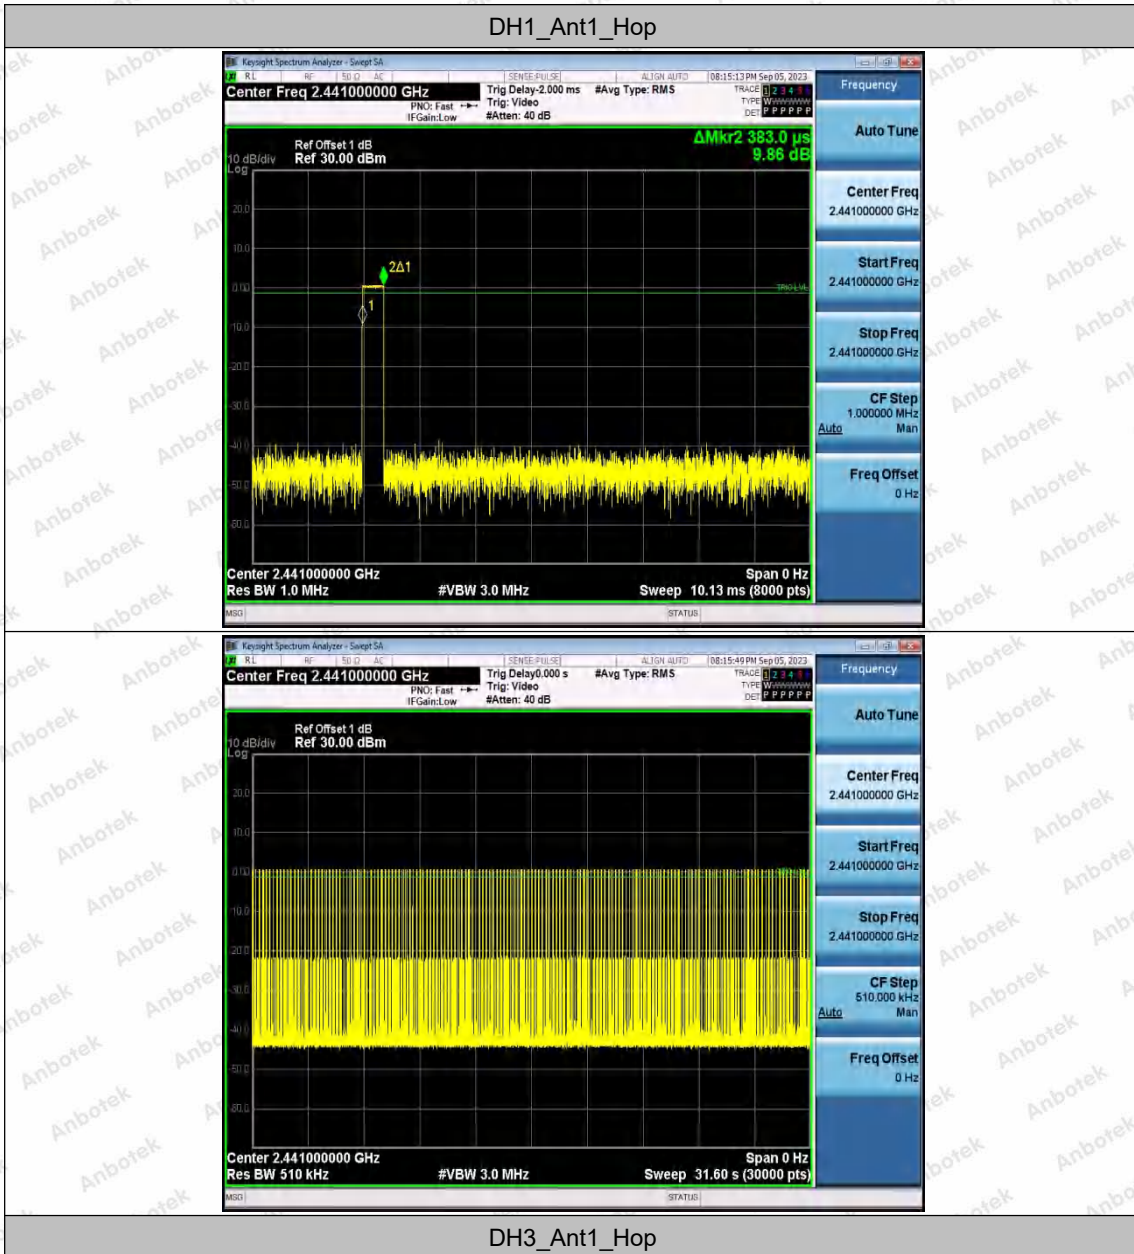 DH1_Ant1_Hop
Keysight Spectrum Analyzer - Swept SA
RL RF 50 Ω AC SENSE:PULSE ALIGN AUTO 08:15:13 PM Sep 05, 2023
Center Freq 2.441000000 GHz
PNO: Fast
IFGain:Low
Trig Delay-2.000 ms
Trig: Video
#Atten: 40 dB
#Avg Type: RMS
TRACE 1 2 3 4 5 6
TYPE WWWWWW
DET P P P P P P
Ref Offset 1 dB
10 dB/div Ref 30.00 dBm
Log
ΔMkr2 383.0 µs
9.86 dB
20.0
10.0
0.00
-10.0
-20.0
-30.0
-40.0
-50.0
-60.0
2Δ1
1
TRIG LVL
Center 2.441000000 GHz
Span 0 Hz
Res BW 1.0 MHz
#VBW 3.0 MHz
Sweep 10.13 ms (8000 pts)
MSG
STATUS
Frequency
Auto Tune
Center Freq
2.441000000 GHz
Start Freq
2.441000000 GHz
Stop Freq
2.441000000 GHz
CF Step
1.000000 MHz
Auto Man
Freq Offset
0 Hz
Keysight Spectrum Analyzer - Swept SA
RL RF 50 Ω AC SENSE:PULSE ALIGN AUTO 08:15:49 PM Sep 05, 2023
Center Freq 2.441000000 GHz
PNO: Fast
IFGain:Low
Trig Delay0.000 s
Trig: Video
#Atten: 40 dB
#Avg Type: RMS
TRACE 1 2 3 4 5 6
TYPE WWWWWW
DET P P P P P P
Ref Offset 1 dB
10 dB/div Ref 30.00 dBm
Log
20.0
10.0
0.00
-10.0
-20.0
-30.0
-40.0
-50.0
-60.0
Center 2.441000000 GHz
Span 0 Hz
Res BW 510 kHz
#VBW 3.0 MHz
Sweep 31.60 s (30000 pts)
MSG
STATUS
Frequency
Auto Tune
Center Freq
2.441000000 GHz
Start Freq
2.441000000 GHz
Stop Freq
2.441000000 GHz
CF Step
510.000 kHz
Auto Man
Freq Offset
0 Hz
DH3_Ant1_Hop
Anbotek